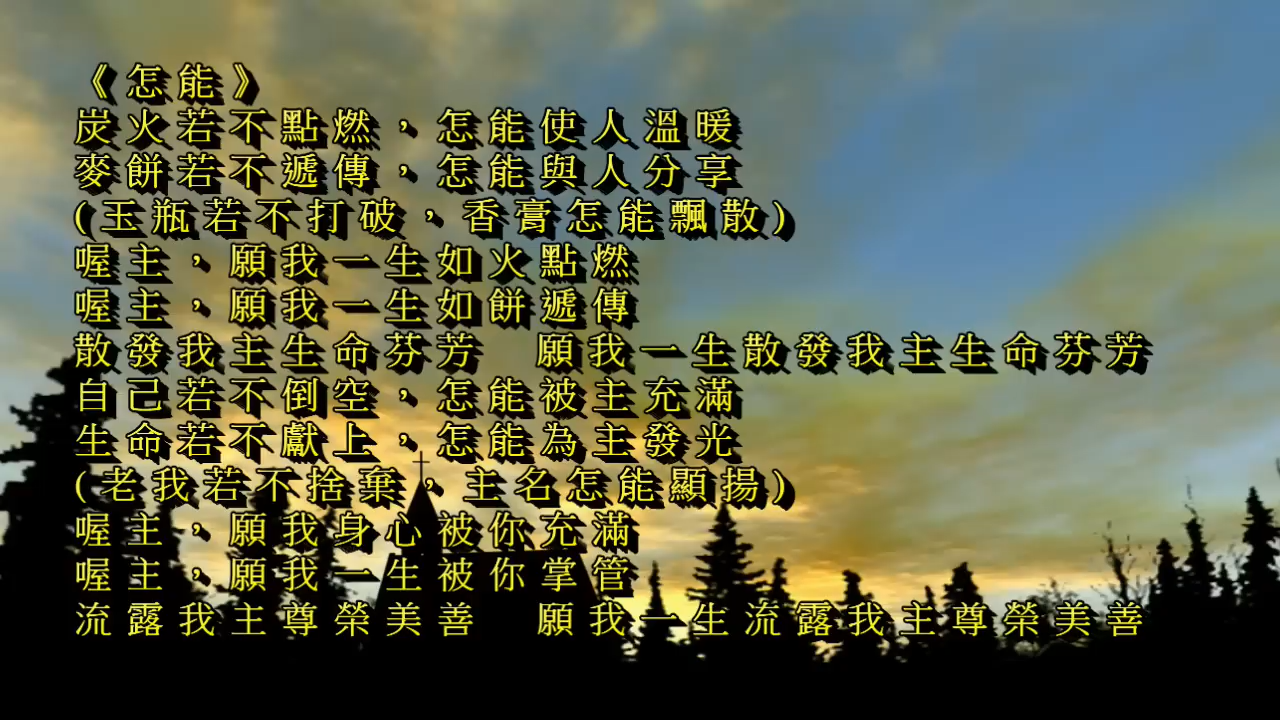 《怎能》
炭火若不點燃，怎能使人溫暖
麥餅若不遞傳，怎能與人分享
(玉瓶若不打破，香膏怎能飄散)
喔主，願我一生如火點燃
喔主，願我一生如餅遞傳
散發我主生命芬芳　願我一生散發我主生命芬芳
自己若不倒空，怎能被主充滿
生命若不獻上，怎能為主發光
(老我若不捨棄，主名怎能顯揚)
喔主，願我身心被你充滿
喔主，願我一生被你掌管
流露我主尊榮美善　願我一生流露我主尊榮美善